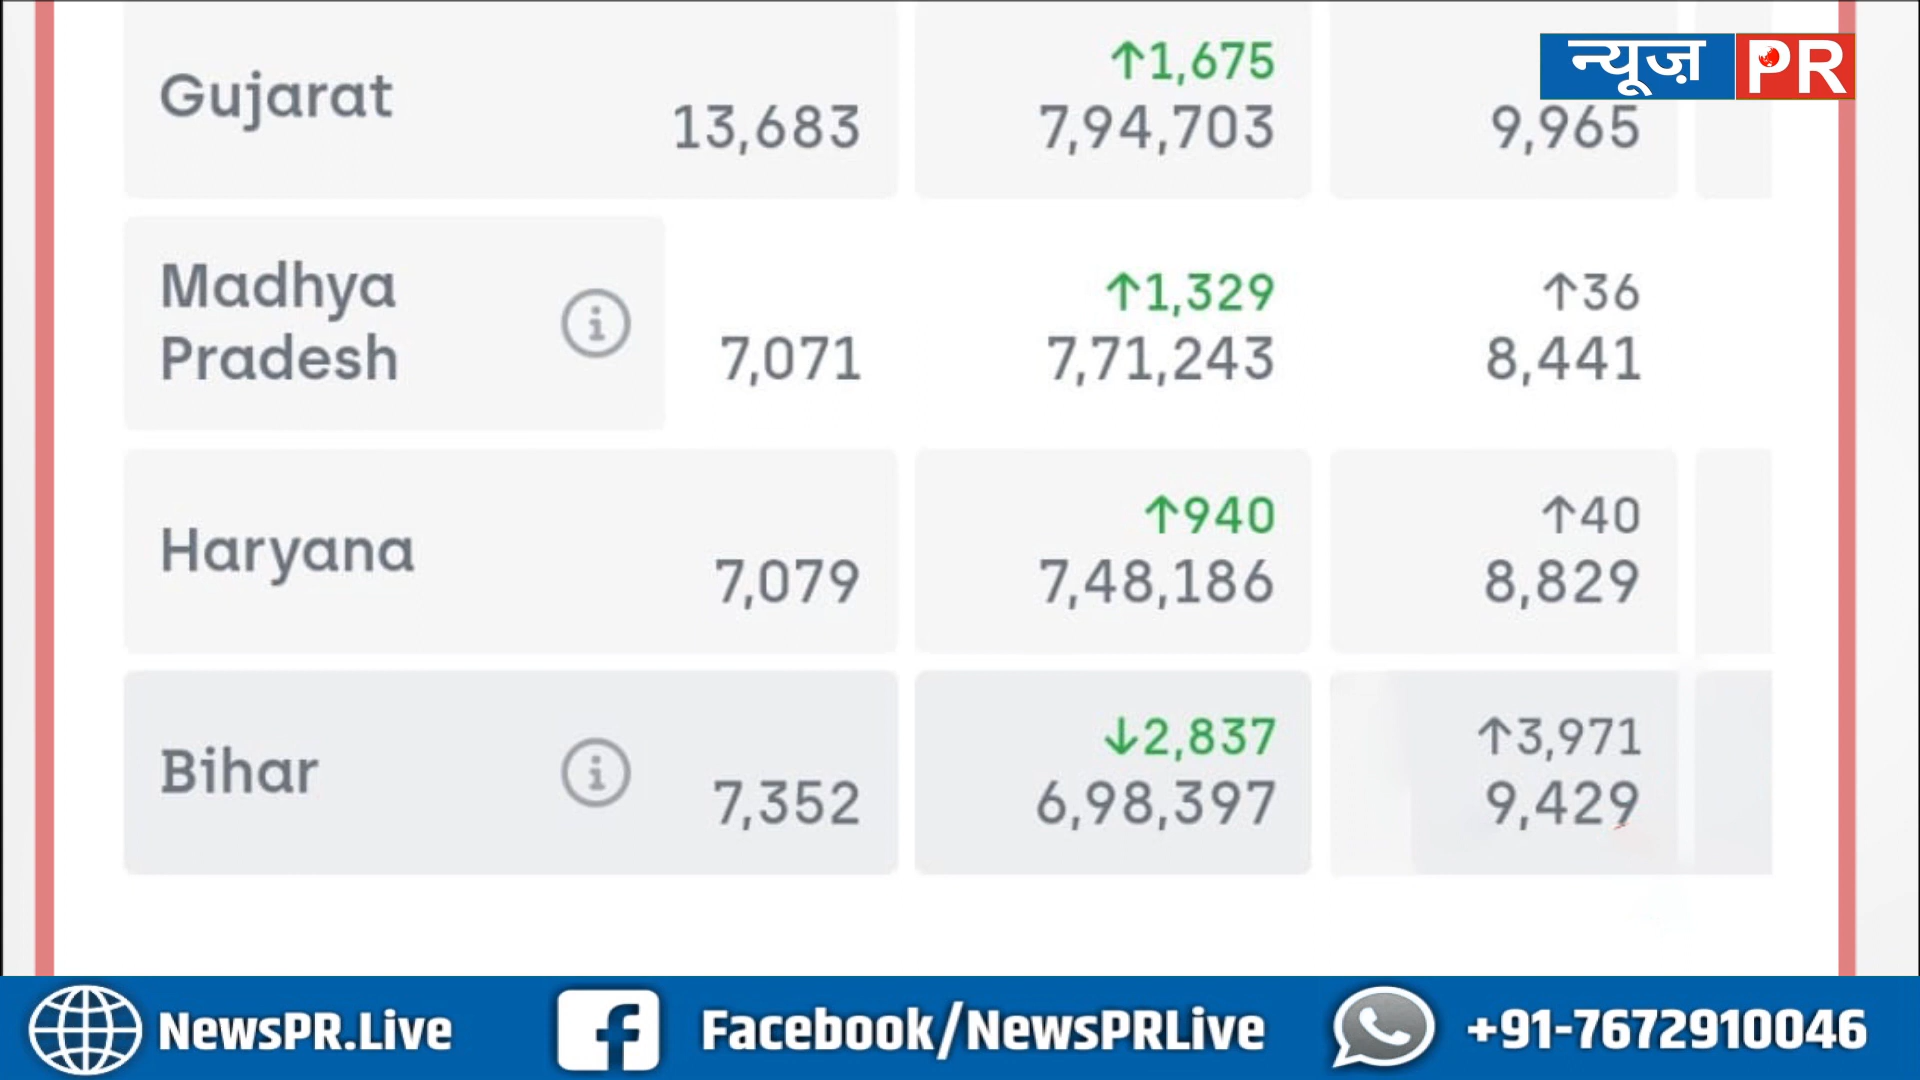 न्यूज़ PR
Gujarat 13,683 ↑1,675 7,94,703 9,965
Madhya Pradesh 7,071 ↑1,329 7,71,243 ↑36 8,441
Haryana 7,079 ↑940 7,48,186 ↑40 8,829
Bihar 7,352 ↓2,837 6,98,397 ↑3,971 9,429
NewsPR.Live Facebook/NewsPRLive +91-7672910046